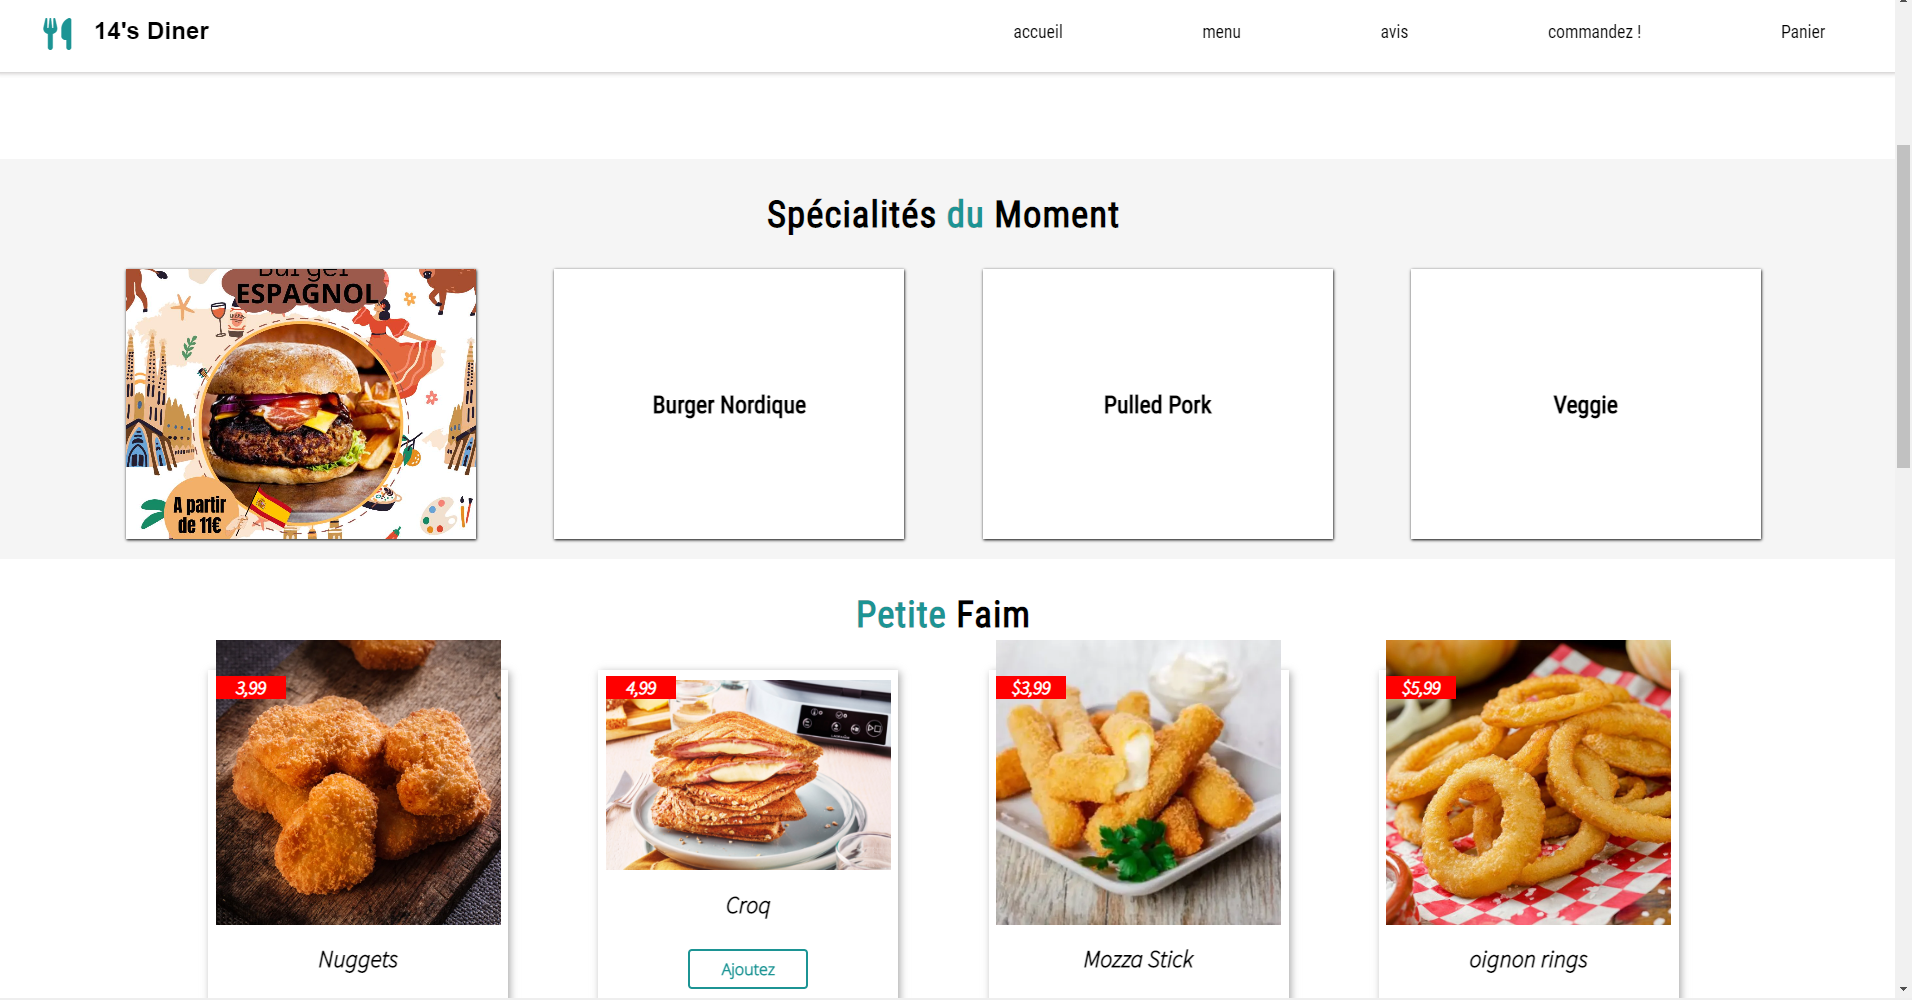 14's Diner
accueil menu avis commandez ! Panier
Spécialités du Moment
Burger
ESPAGNOL
A partir
de 11€
Burger Nordique
Pulled Pork
Veggie
Petite Faim
3,99
4,99
$3,99
$5,99
Nuggets
Croq
Ajoutez
Mozza Stick
oignon rings